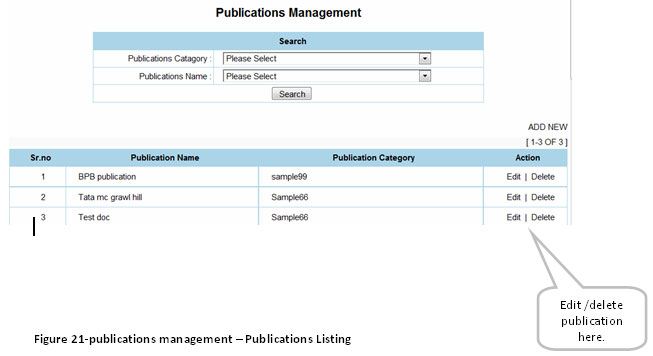 Publications Management
Search
Publications Catagory : Please Select
Publications Name : Please Select
Search
ADD NEW
[ 1-3 OF 3 ]
Sr.no Publication Name Publication Category Action
1 BPB publication sample99 Edit | Delete
2 Tata mc grawl hill Sample66 Edit | Delete
3 Test doc Sample66 Edit | Delete
Edit /delete
publication
here.
Figure 21-publications management – Publications Listing